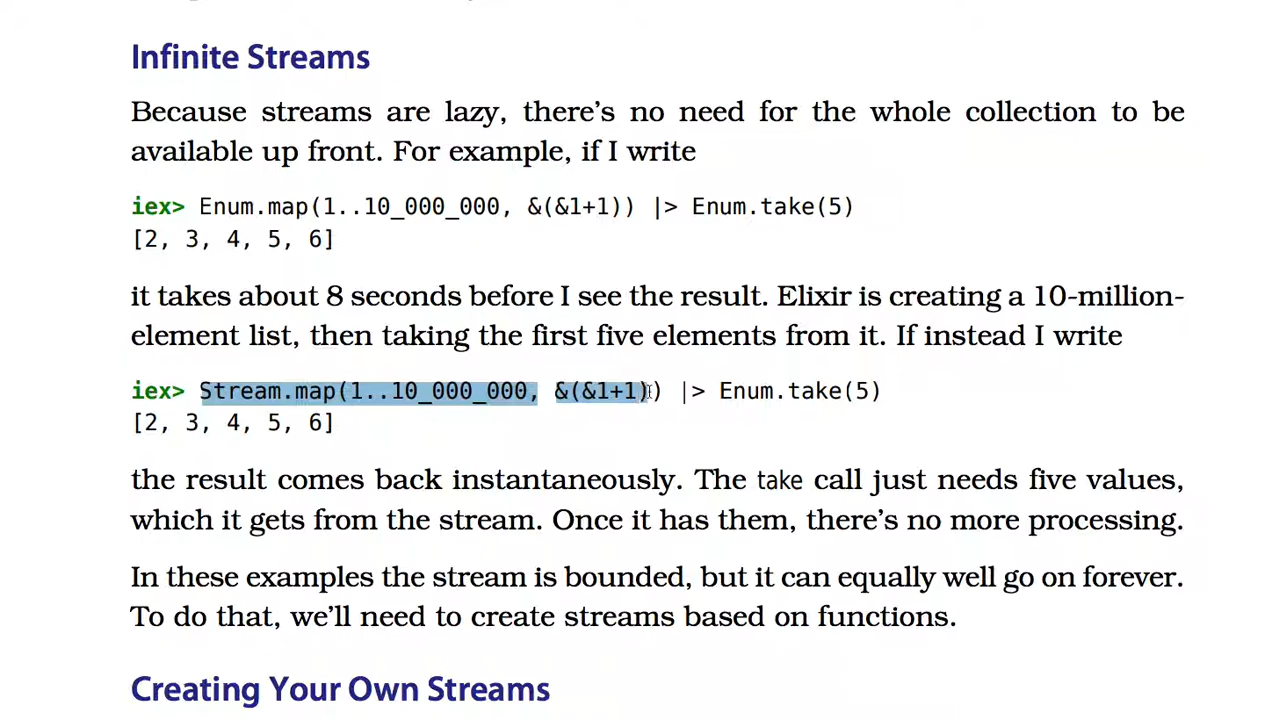 Infinite Streams
Because streams are lazy, there's no need for the whole collection to be
available up front. For example, if I write
iex> Enum.map(1..10_000_000, &(&1+1)) |> Enum.take(5)
[2, 3, 4, 5, 6]
it takes about 8 seconds before I see the result. Elixir is creating a 10-million-
element list, then taking the first five elements from it. If instead I write
iex> Stream.map(1..10_000_000, &(&1+1)) |> Enum.take(5)
[2, 3, 4, 5, 6]
the result comes back instantaneously. The take call just needs five values,
which it gets from the stream. Once it has them, there's no more processing.
In these examples the stream is bounded, but it can equally well go on forever.
To do that, we'll need to create streams based on functions.
Creating Your Own Streams